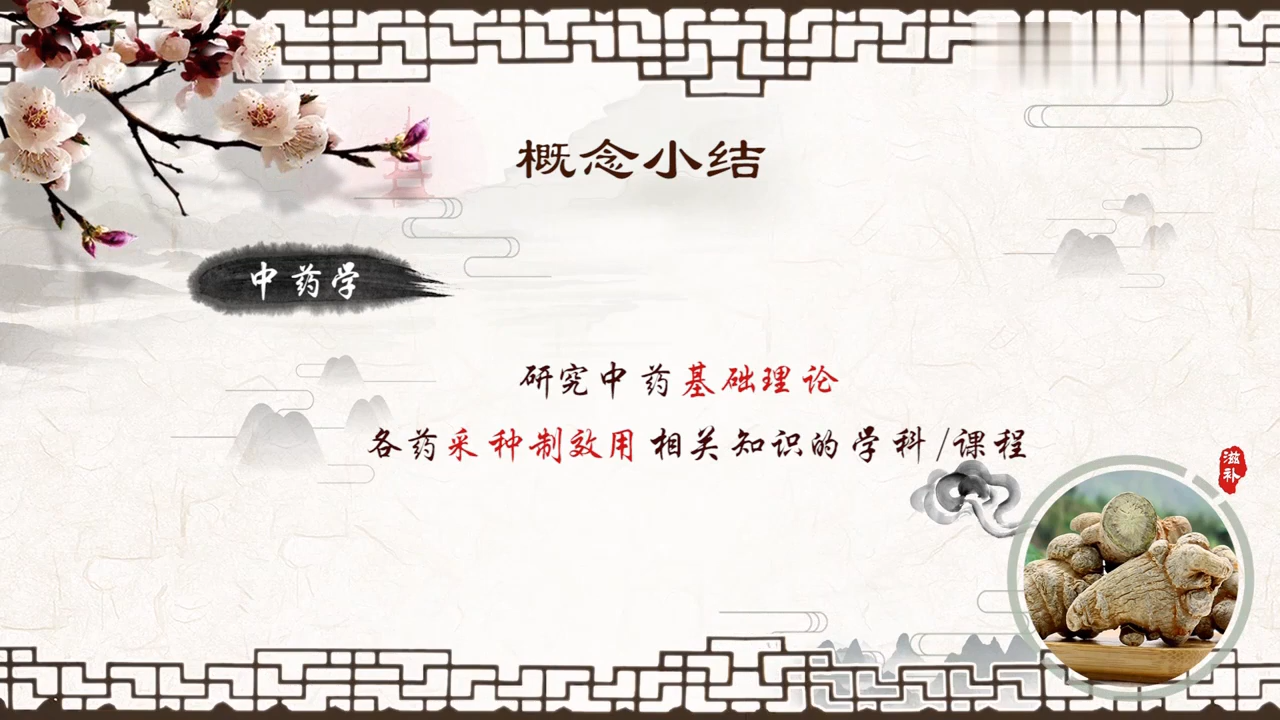 概念小结
中药学
研究中药基础理论
各药采种制效用相关知识的学科/课程
滋补